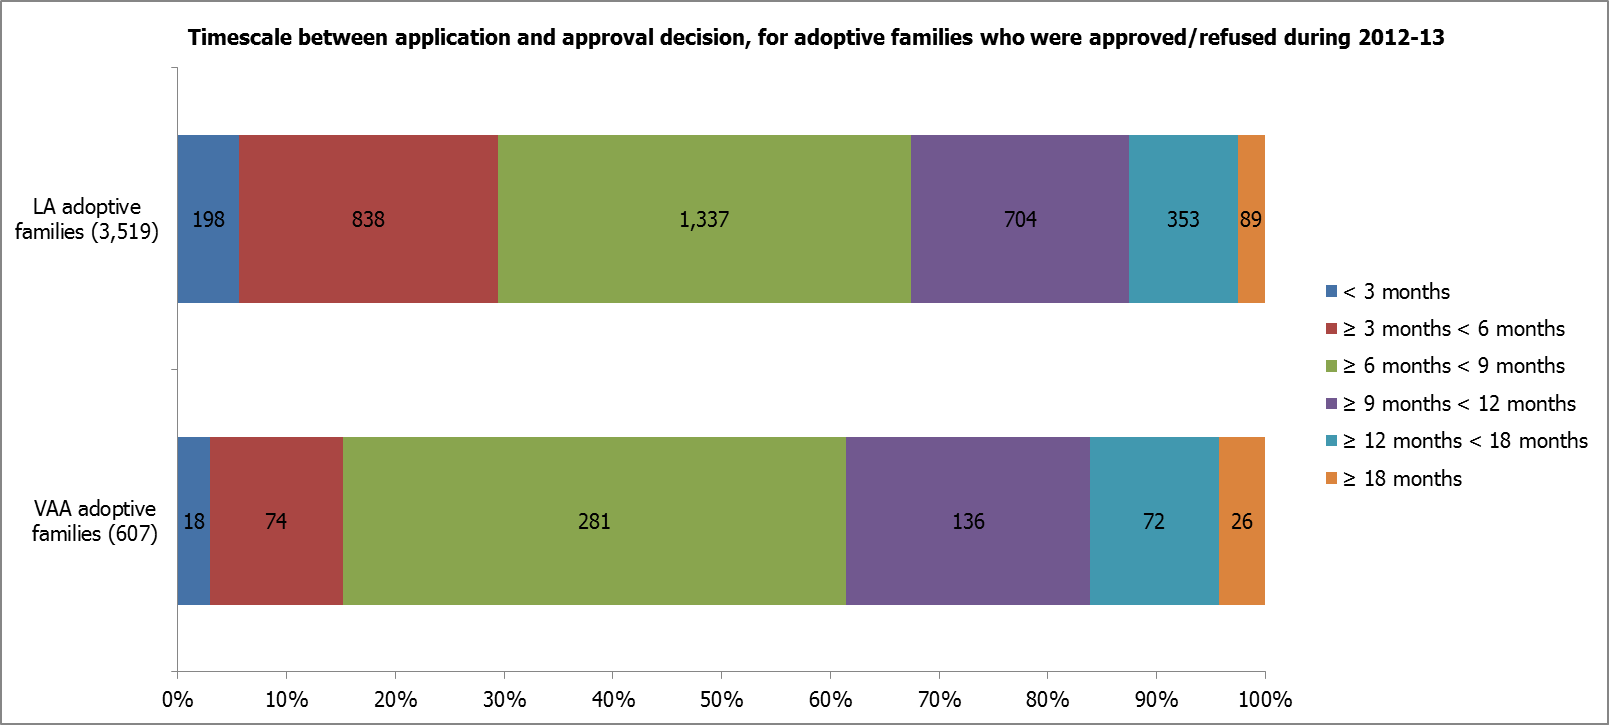 Timescale between application and approval decision, for adoptive families who were approved/refused during 2012-13
LA adoptive
families (3,519)
198
838
1,337
704
353
89
VAA adoptive
families (607)
18
74
281
136
72
26
0%
10%
20%
30%
40%
50%
60%
70%
80%
90%
100%
< 3 months
≥ 3 months < 6 months
≥ 6 months < 9 months
≥ 9 months < 12 months
≥ 12 months < 18 months
≥ 18 months